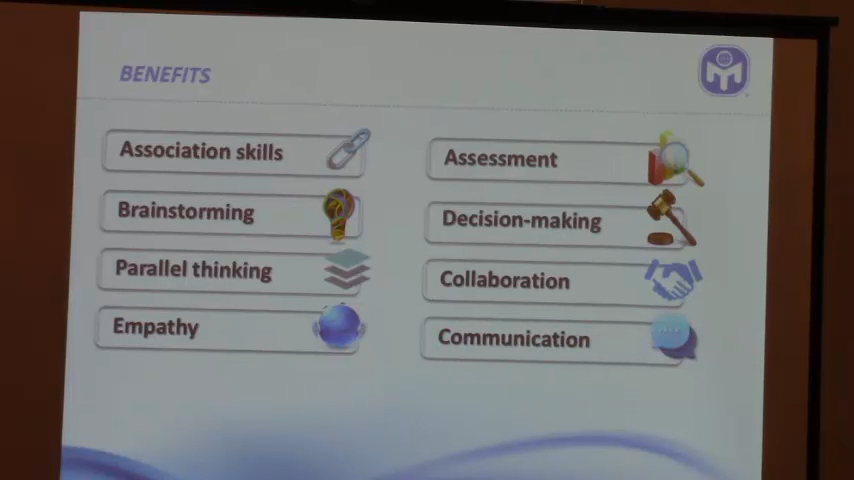 BENEFITS
Association skills
Brainstorming
Parallel thinking
Empathy
Assessment
Decision-making
Collaboration
Communication